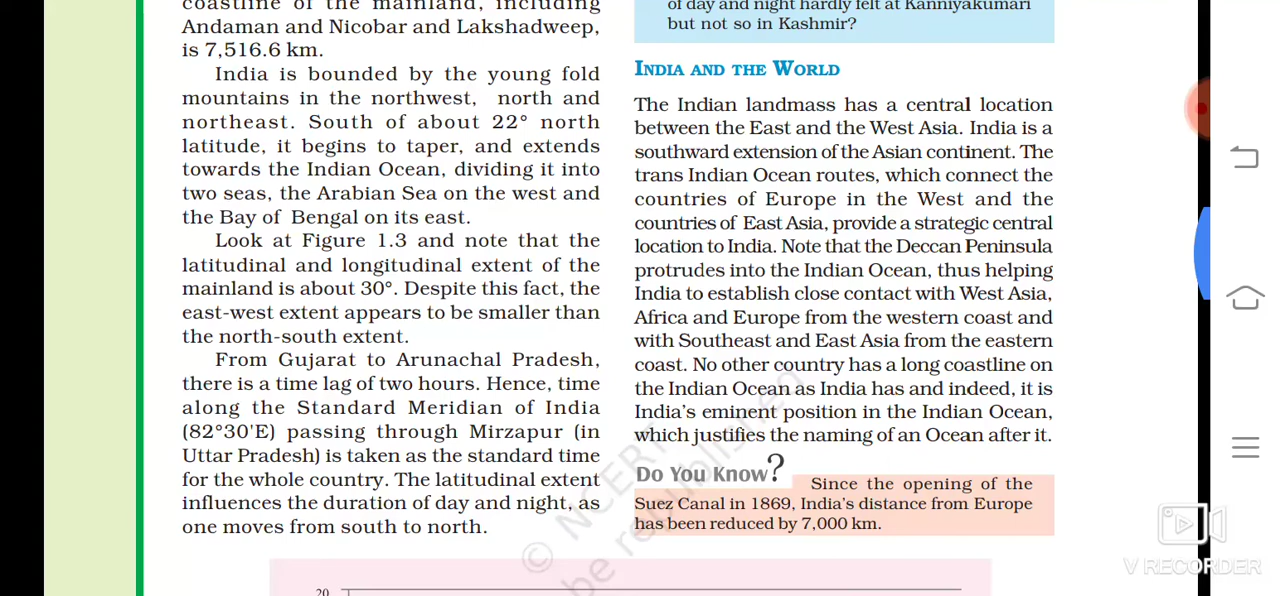 coastline of the mainland, including
Andaman and Nicobar and Lakshadweep,
is 7,516.6 km.
India is bounded by the young fold
mountains in the northwest, north and
northeast. South of about 22° north
latitude, it begins to taper, and extends
towards the Indian Ocean, dividing it into
two seas, the Arabian Sea on the west and
the Bay of Bengal on its east.
Look at Figure 1.3 and note that the
latitudinal and longitudinal extent of the
mainland is about 30°. Despite this fact, the
east-west extent appears to be smaller than
the north-south extent.
From Gujarat to Arunachal Pradesh,
there is a time lag of two hours. Hence, time
along the Standard Meridian of India
(82°30'E) passing through Mirzapur (in
Uttar Pradesh) is taken as the standard time
for the whole country. The latitudinal extent
influences the duration of day and night, as
one moves from south to north.
of day and night hardly felt at Kanniyakumari
but not so in Kashmir?
INDIA AND THE WORLD
The Indian landmass has a central location
between the East and the West Asia. India is a
southward extension of the Asian continent. The
trans Indian Ocean routes, which connect the
countries of Europe in the West and the
countries of East Asia, provide a strategic central
location to India. Note that the Deccan Peninsula
protrudes into the Indian Ocean, thus helping
India to establish close contact with West Asia,
Africa and Europe from the western coast and
with Southeast and East Asia from the eastern
coast. No other country has a long coastline on
the Indian Ocean as India has and indeed, it is
India's eminent position in the Indian Ocean,
which justifies the naming of an Ocean after it.
Do You Know?
Since the opening of the
Suez Canal in 1869, India's distance from Europe
has been reduced by 7,000 km.
20
© NCERT
be republished
V RECORDER